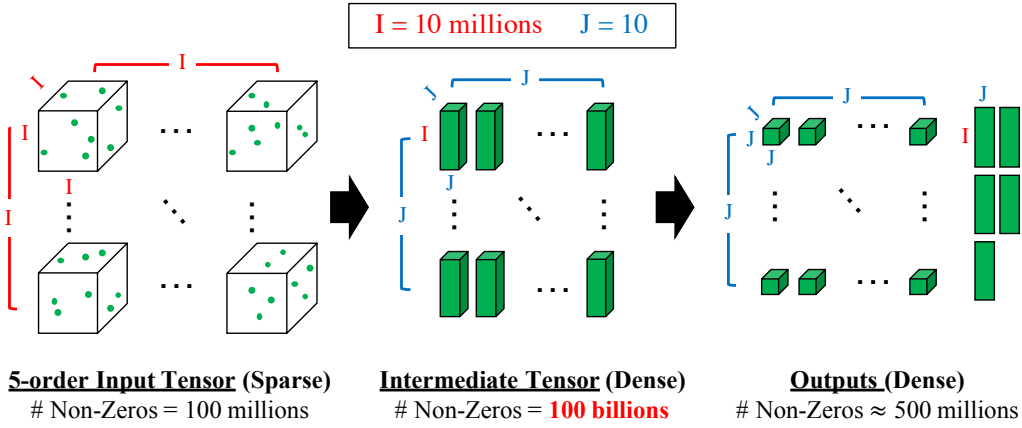 I = 10 millions J = 10
I
I
I
I
I
J
J
I
J
J
J
J
J
J
J
J
I
5-order Input Tensor (Sparse)
# Non-Zeros = 100 millions
Intermediate Tensor (Dense)
# Non-Zeros = 100 billions
Outputs (Dense)
# Non-Zeros ≈ 500 millions